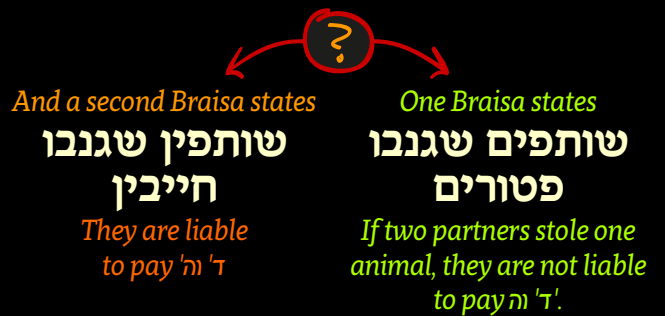 ?
One Braisa states
שותפים שגנבו
פטורים
If two partners stole one
animal, they are not liable
to pay ד' וה'.
And a second Braisa states
שותפין שגנבו
חייבין
They are liable
to pay ד' וה'